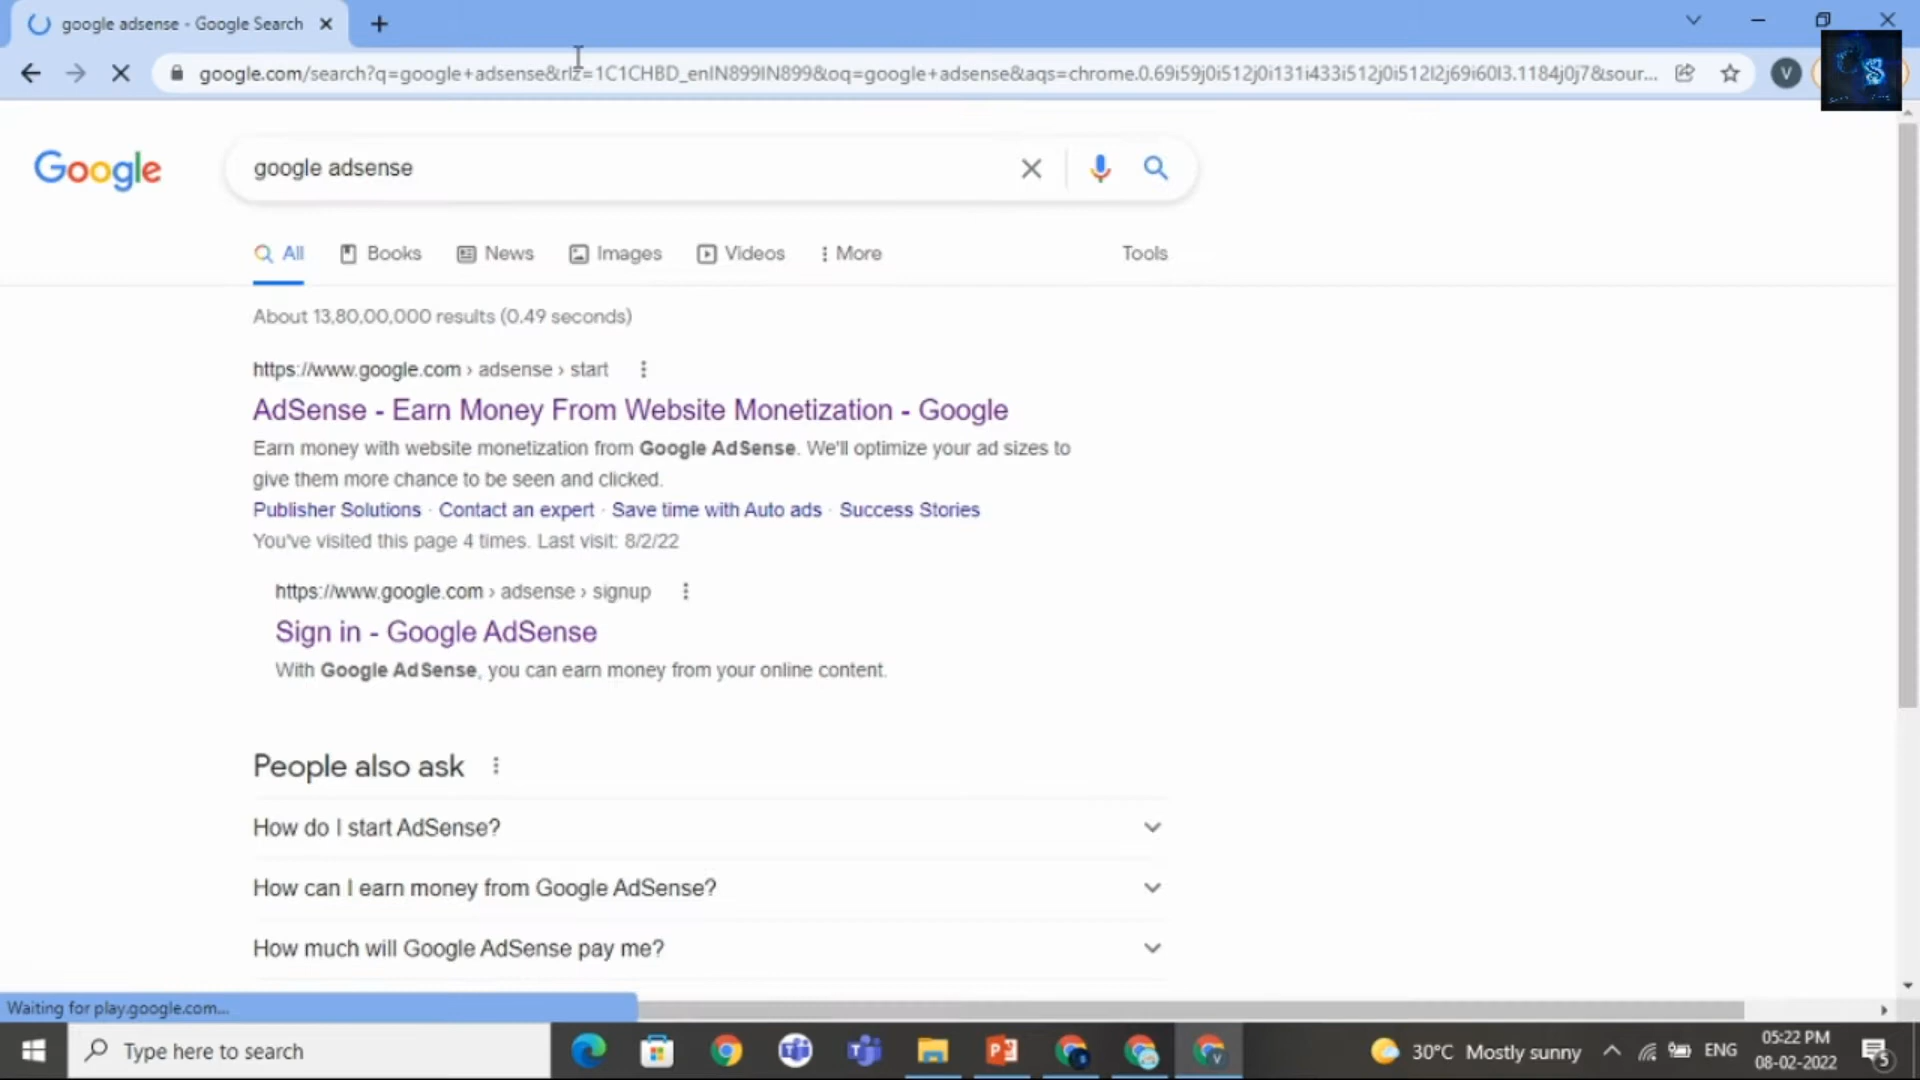 google adsense - Google Search
google.com/search?q=google+adsense&rlz=1C1CHBD_enIN899IN899&oq=google+adsense&aqs=chrome.0.69i59j0i512j0i131i433i512j0i512l2j69i60l3.1184j0j7&sour...
V
Google
google adsense
All Books News Images Videos More Tools
About 13,80,00,000 results (0.49 seconds)
https://www.google.com › adsense › start
AdSense - Earn Money From Website Monetization - Google
Earn money with website monetization from Google AdSense. We'll optimize your ad sizes to
give them more chance to be seen and clicked.
Publisher Solutions · Contact an expert · Save time with Auto ads · Success Stories
You've visited this page 4 times. Last visit: 8/2/22
https://www.google.com › adsense › signup
Sign in - Google AdSense
With Google AdSense, you can earn money from your online content.
People also ask
How do I start AdSense?
How can I earn money from Google AdSense?
How much will Google AdSense pay me?
Waiting for play.google.com...
Type here to search
30°C Mostly sunny
ENG
05:22 PM
08-02-2022
5